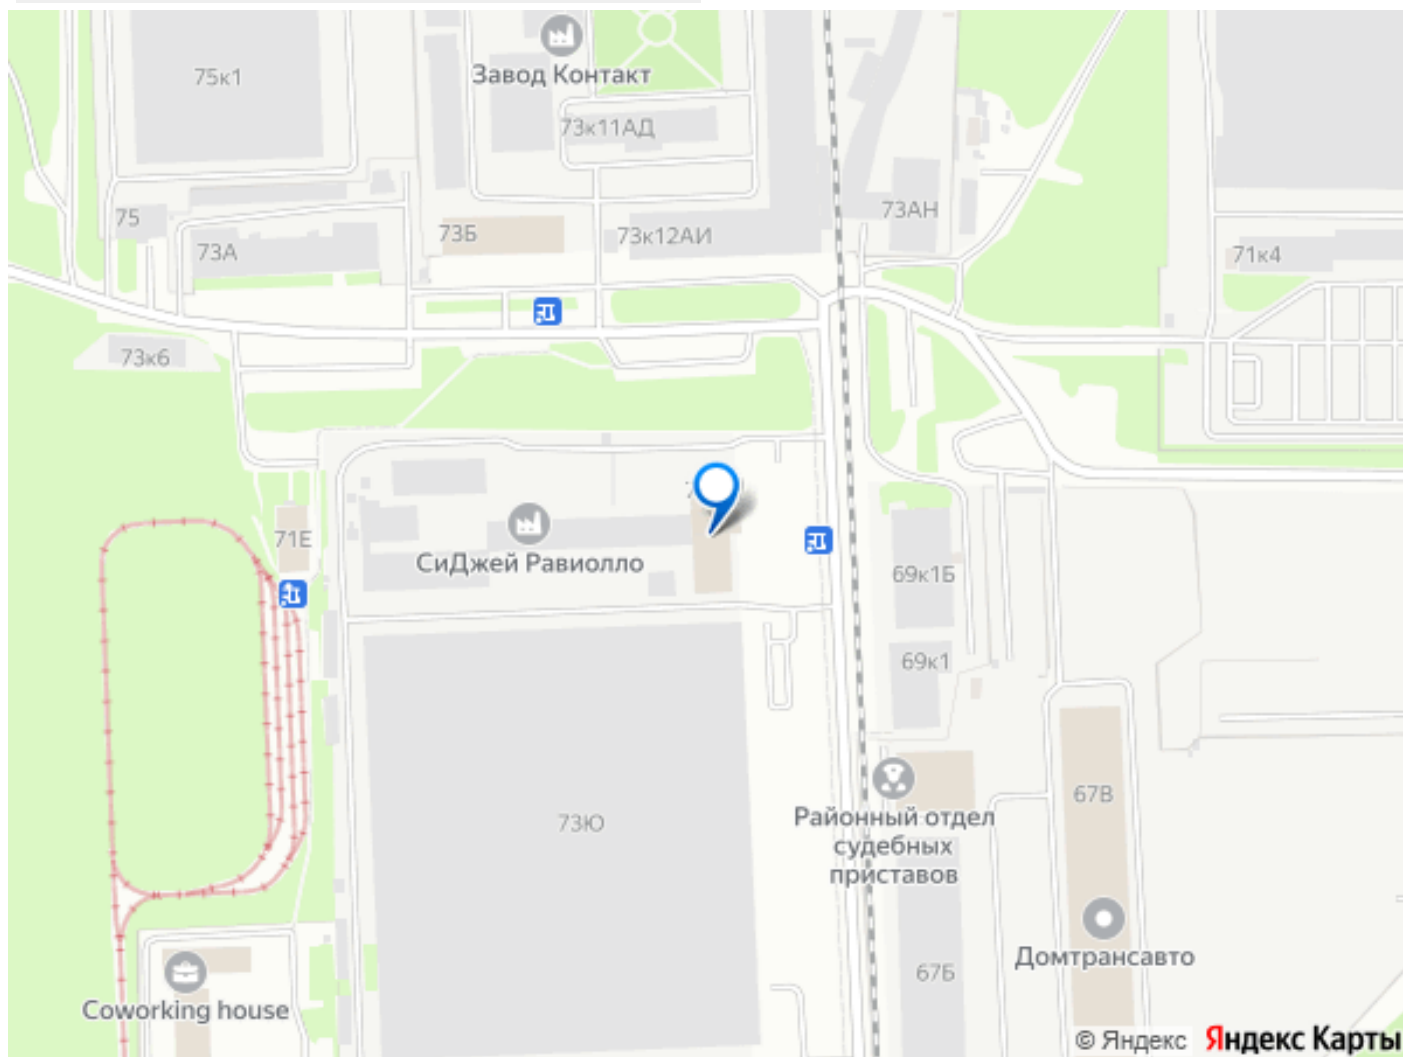 75к1
Завод Контакт
73к11АД
75
73А
73Б
73к12АИ
73АН
71к4
73к6
71Е
СиДжей Равиолло
69к1Б
69к1
73Ю
Районный отдел
судебных
приставов
67В
67Б
Домтрансавто
Coworking house
© Яндекс Яндекс Карты